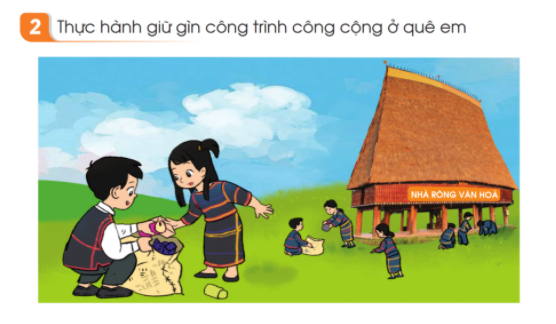 2 Thực hành giữ gìn công trình công cộng ở quê em
NHÀ RÔNG VĂN HOÁ